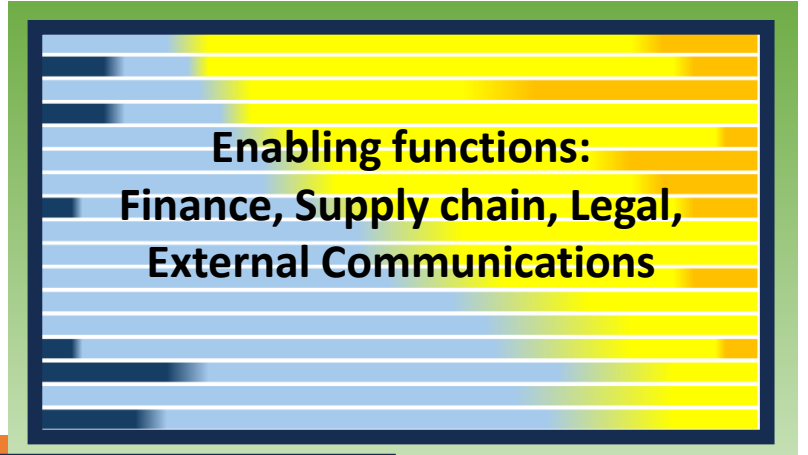 Enabling functions:
Finance, Supply chain, Legal,
External Communications